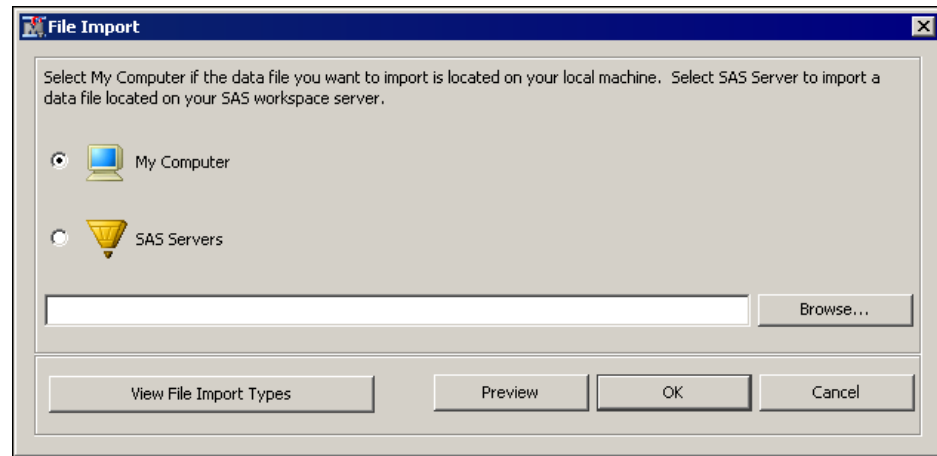 File Import
Select My Computer if the data file you want to import is located on your local machine.  Select SAS Server to import a
data file located on your SAS workspace server.
My Computer
SAS Servers
Browse...
View File Import Types
Preview
OK
Cancel